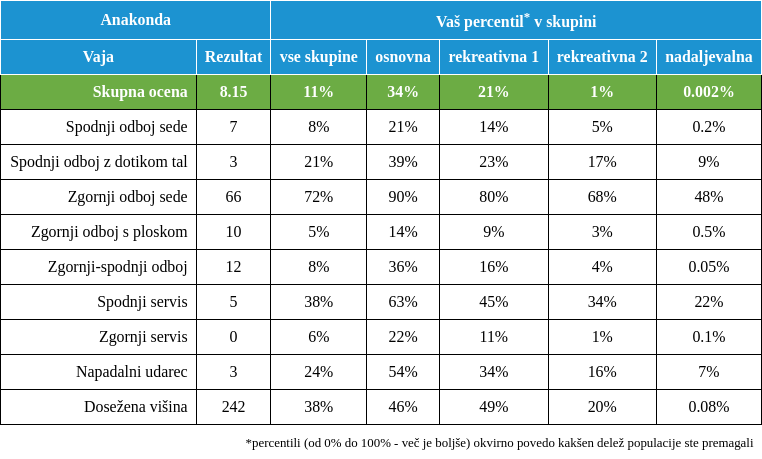 Anakonda Vaš percentil* v skupini
Vaja Rezultat vse skupine osnovna rekreativna 1 rekreativna 2 nadaljevalna
Skupna ocena 8.15 11% 34% 21% 1% 0.002%
Spodnji odboj sede 7 8% 21% 14% 5% 0.2%
Spodnji odboj z dotikom tal 3 21% 39% 23% 17% 9%
Zgornji odboj sede 66 72% 90% 80% 68% 48%
Zgornji odboj s ploskom 10 5% 14% 9% 3% 0.5%
Zgornji-spodnji odboj 12 8% 36% 16% 4% 0.05%
Spodnji servis 5 38% 63% 45% 34% 22%
Zgornji servis 0 6% 22% 11% 1% 0.1%
Napadalni udarec 3 24% 54% 34% 16% 7%
Dosežena višina 242 38% 46% 49% 20% 0.08%
*percentili (od 0% do 100% - več je boljše) okvirno povedo kakšen delež populacije ste premagali